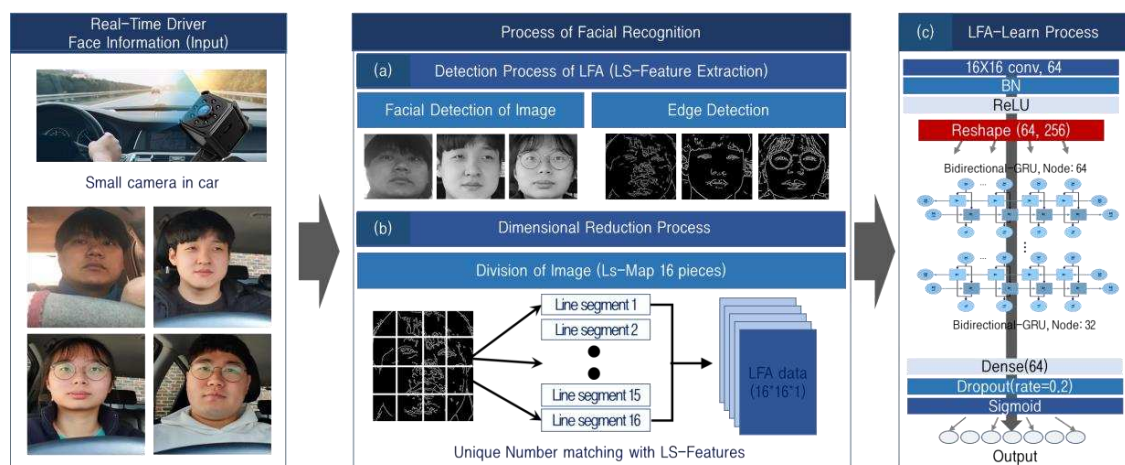 Real-Time Driver
Face Information (Input)
Small camera in car
Process of Facial Recognition
(a) Detection Process of LFA (LS-Feature Extraction)
Facial Detection of Image
Edge Detection
(b) Dimensional Reduction Process
Division of Image (Ls-Map 16 pieces)
Line segment 1
Line segment 2
Line segment 15
Line segment 16
LFA data
(16*16*1)
Unique Number matching with LS-Features
(c) LFA-Learn Process
16X16 conv, 64
BN
ReLU
Reshape (64, 256)
Bidirectional-GRU, Node: 64
Bidirectional-GRU, Node: 32
Dense(64)
Dropout(rate=0,2)
Sigmoid
Output